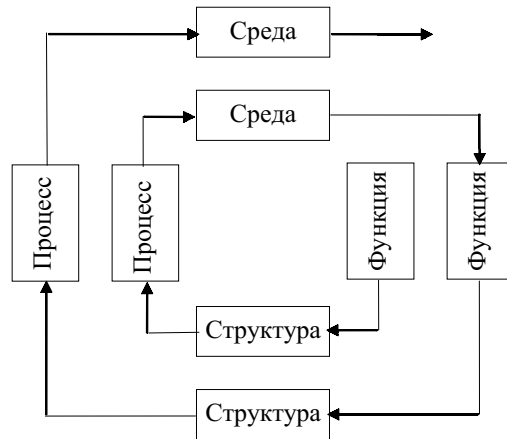 Среда
Среда
Процесс
Процесс
Функция
Функция
Структура
Структура